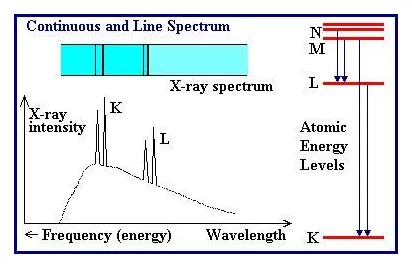 Continuous and Line Spectrum
X-ray spectrum
X-ray
intensity
K
L
← Frequency (energy)
Wavelength
N
M
L
Atomic
Energy
Levels
K